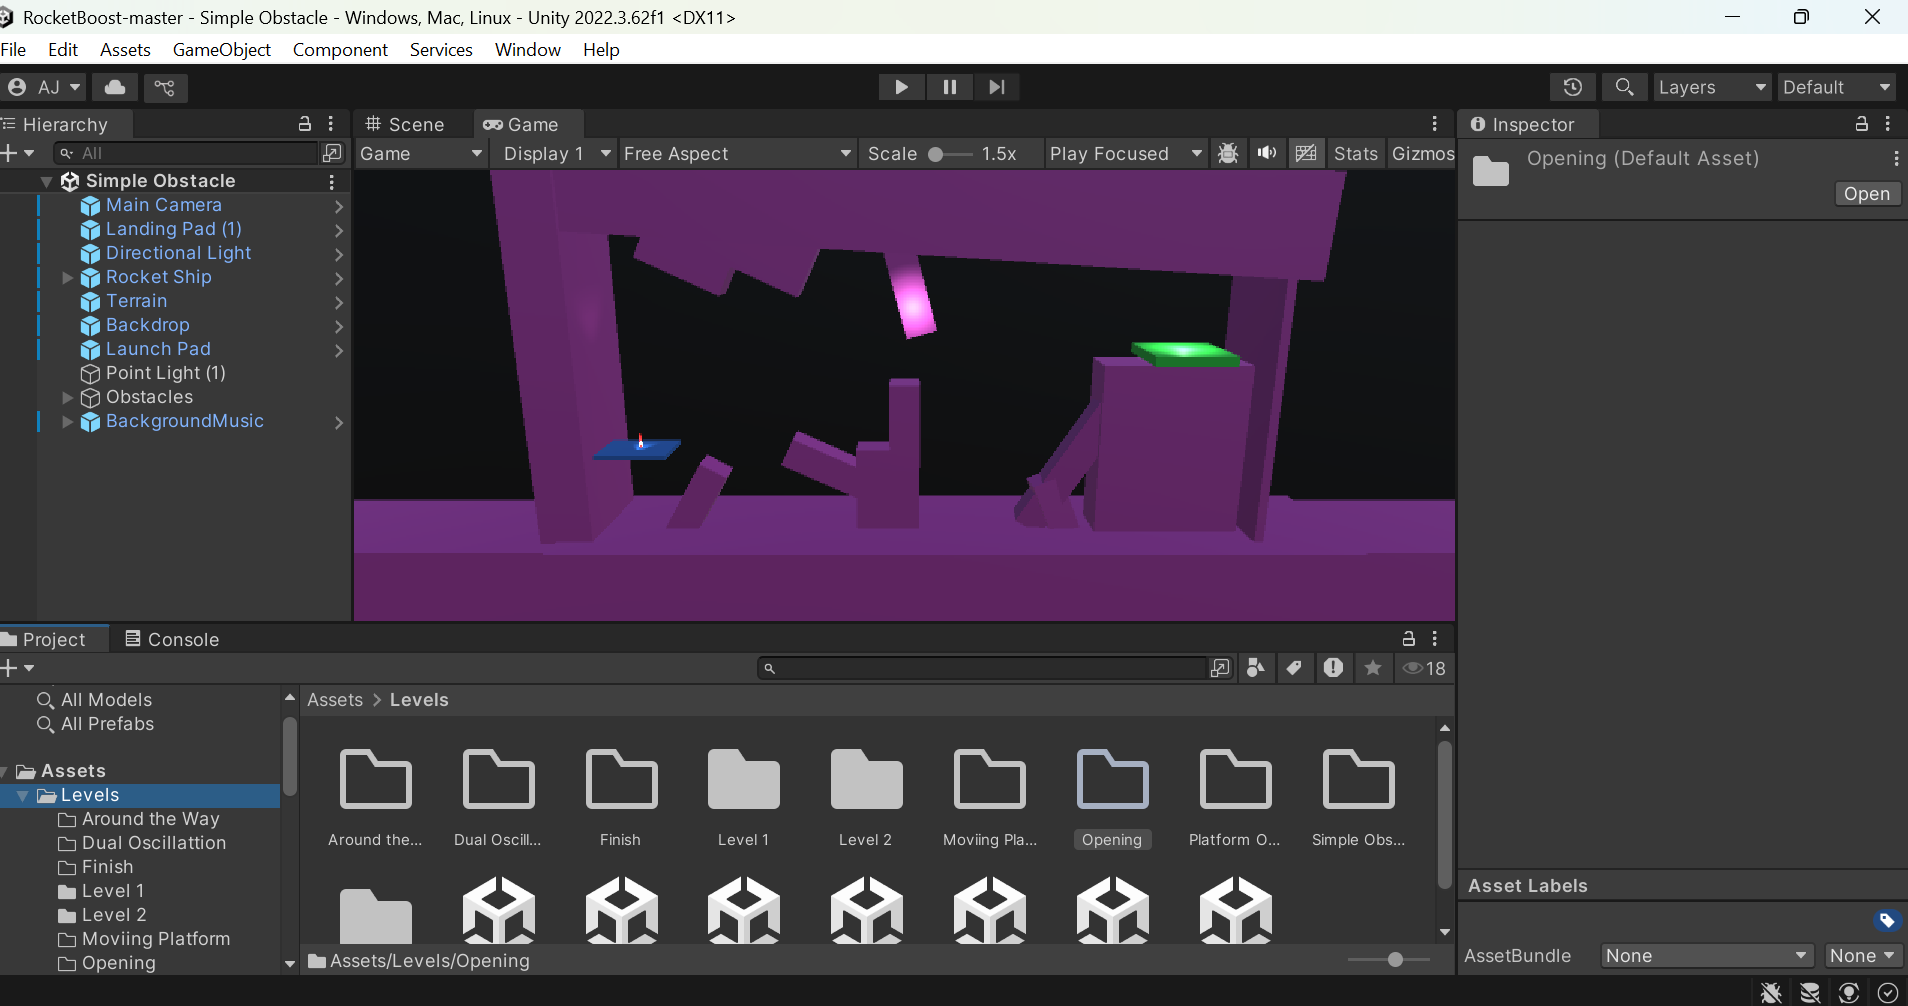 RocketBoost-master - Simple Obstacle - Windows, Mac, Linux - Unity 2022.3.62f1 <DX11>
File Edit Assets GameObject Component Services Window Help
AJ Layers Default
Hierarchy
Scene Game
Inspector
All
Game Display 1 Free Aspect Scale 1.5x Play Focused Stats Gizmos
Opening (Default Asset)
Open
Simple Obstacle
Main Camera
Landing Pad (1)
Directional Light
Rocket Ship
Terrain
Backdrop
Launch Pad
Point Light (1)
Obstacles
BackgroundMusic
Project Console
18
All Models
All Prefabs
Assets
Levels
Around the Way
Dual Oscillattion
Finish
Level 1
Level 2
Moviing Platform
Opening
Assets > Levels
Around the... Dual Oscill... Finish Level 1 Level 2 Moviing Pla... Opening Platform O... Simple Obs...
Assets/Levels/Opening
Asset Labels
AssetBundle None None